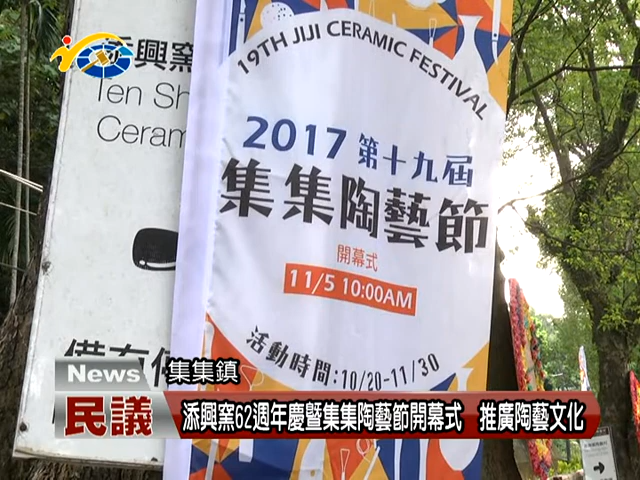 添興窯
Ten Sh
Ceram
19TH JIJI CERAMIC FESTIVAL
2017 第十九屆
集集陶藝節
開幕式
11/5 10:00AM
活動時間:10/20-11/30
備有停
News
集集鎮
民議
添興窯62週年慶暨集集陶藝節開幕式 推廣陶藝文化